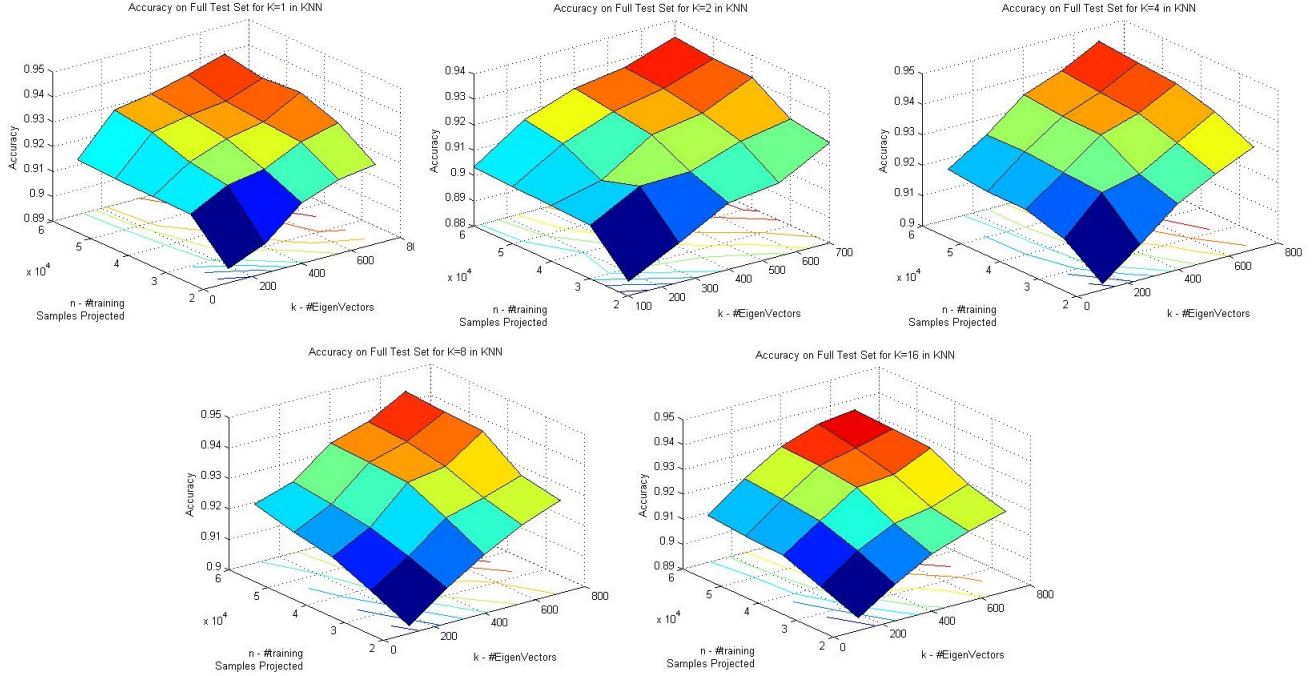 Accuracy on Full Test Set for K=1 in KNN
0.95
0.94
0.93
0.92
0.91
0.9
0.89
Accuracy
6
5
4
3
2
x 10^4
n - #training
Samples Projected
0
200
400
600
80
k - #EigenVectors
Accuracy on Full Test Set for K=2 in KNN
0.94
0.93
0.92
0.91
0.9
0.89
0.88
Accuracy
6
5
4
3
2
x 10^4
n - #training
Samples Projected
100
200
300
400
500
600
700
k - #EigenVectors
Accuracy on Full Test Set for K=4 in KNN
0.95
0.94
0.93
0.92
0.91
0.9
Accuracy
6
5
4
3
2
x 10^4
n - #training
Samples Projected
0
200
400
600
800
k - #EigenVectors
Accuracy on Full Test Set for K=8 in KNN
0.95
0.94
0.93
0.92
0.91
0.9
Accuracy
6
5
4
3
2
x 10^4
n - #training
Samples Projected
0
200
400
600
800
k - #EigenVectors
Accuracy on Full Test Set for K=16 in KNN
0.95
0.94
0.93
0.92
0.91
0.9
0.89
Accuracy
6
5
4
3
2
x 10^4
n - #training
Samples Projected
0
200
400
600
800
k - #EigenVectors